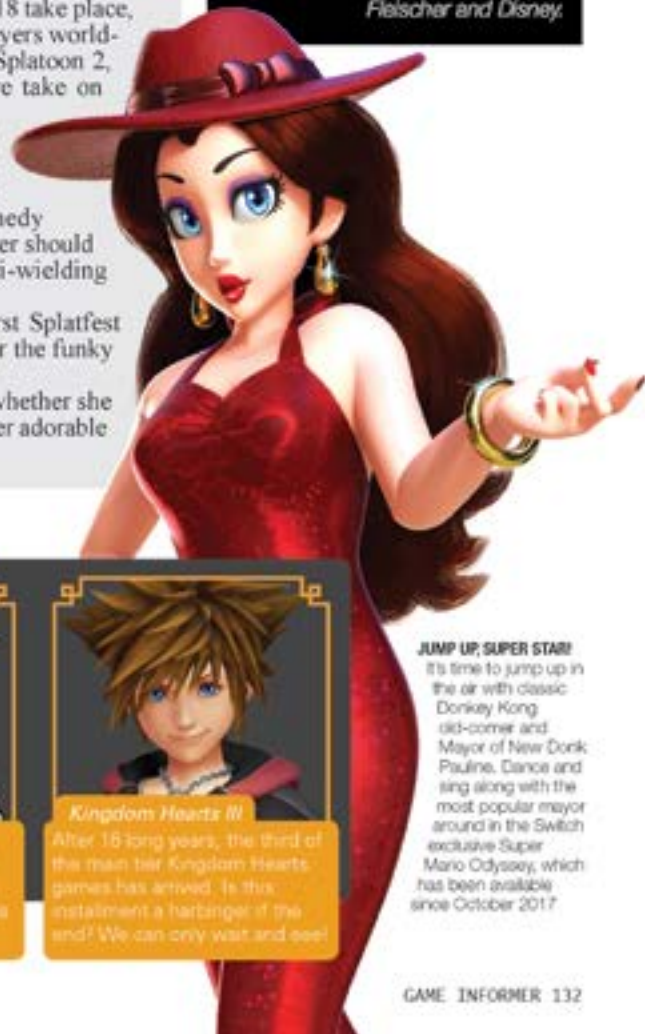 18 take place,
yers world-
Splatoon 2,
e take on
nedy
er should
i-wielding
rst Splatfest
r the funky
whether she
er adorable
Fleischer and Disney.
Kingdom Hearts III
After 16 long years, the third of
the main tier Kingdom Hearts
games has arrived. Is this
installment a harbinger if the
end? We can only wait and see!
JUMP UP, SUPER STAR!
It's time to jump up in
the air with classic
Donkey Kong
old-comer and
Mayor of New Donk
Pauline. Dance and
sing along with the
most popular mayor
around in the Switch
exclusive Super
Mario Odyssey, which
has been available
since October 2017
GAME INFORMER 132